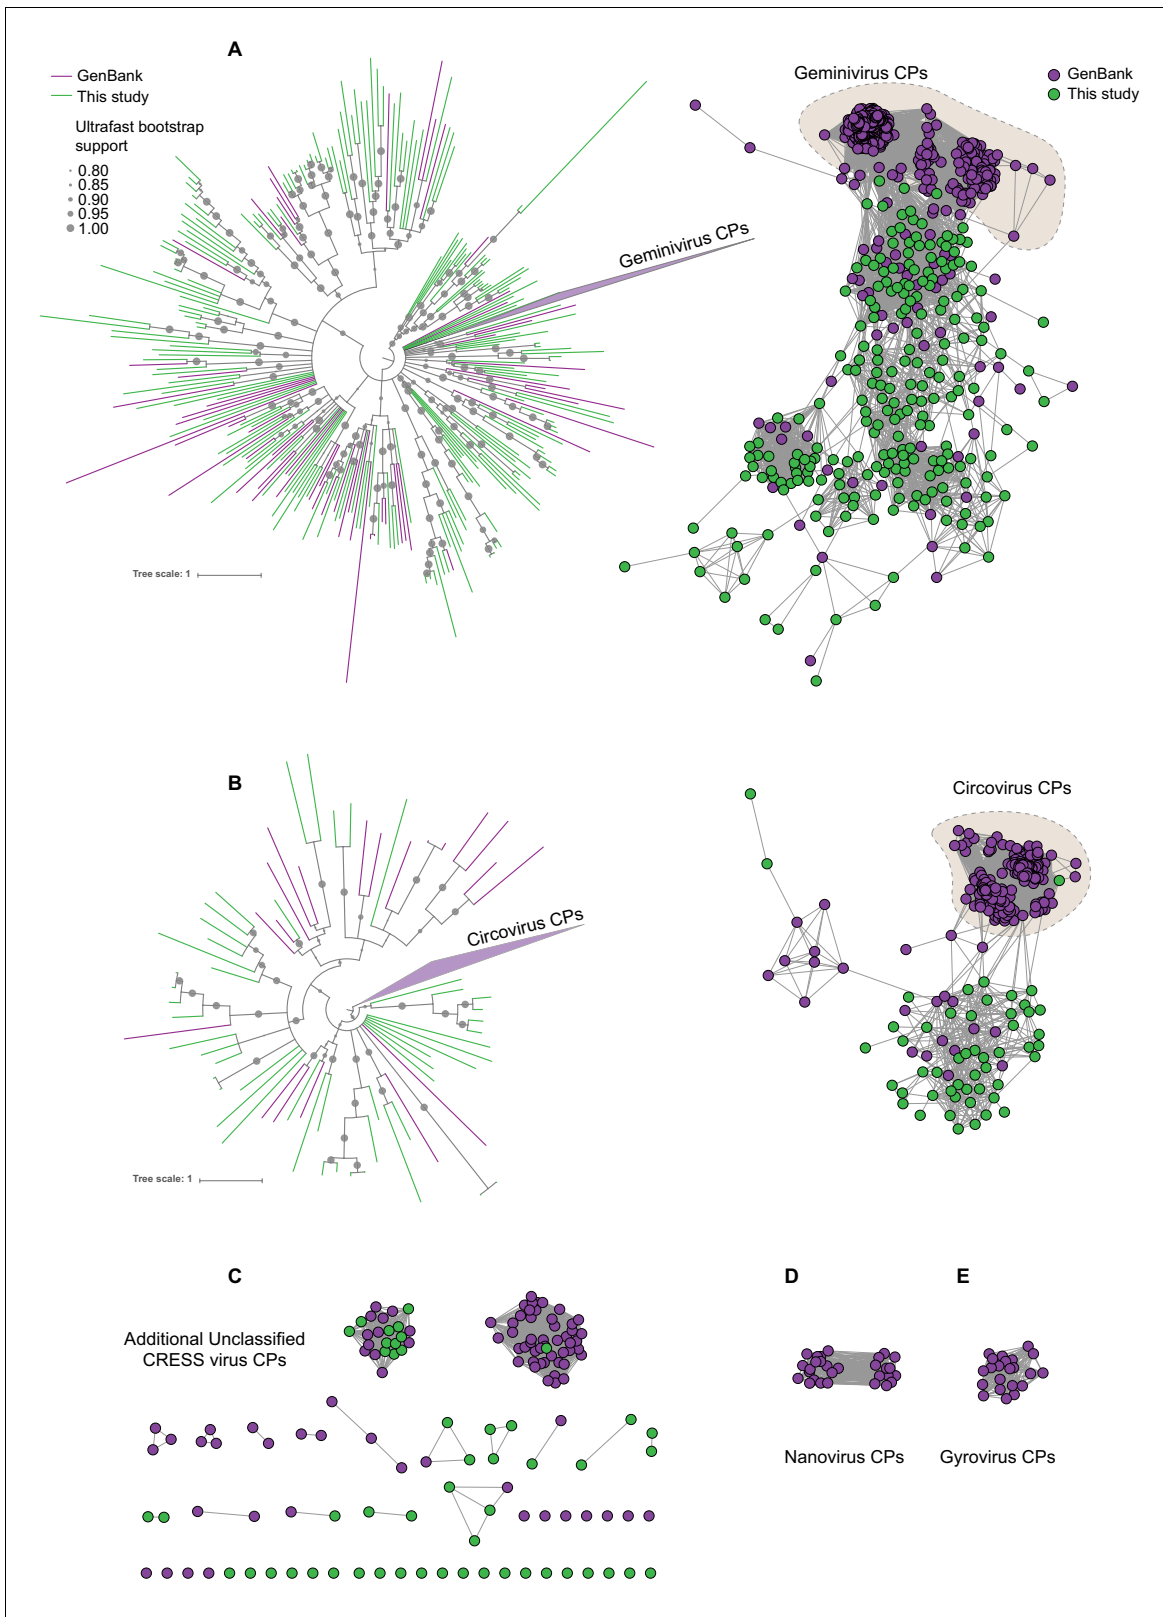 A
GenBank
This study
Ultrafast bootstrap
support
0.80
0.85
0.90
0.95
1.00
Geminivirus CPs
Tree scale: 1
Geminivirus CPs
GenBank
This study
B
Circovirus CPs
Tree scale: 1
Circovirus CPs
C
Additional Unclassified
CRESS virus CPs
D
Nanovirus CPs
E
Gyrovirus CPs